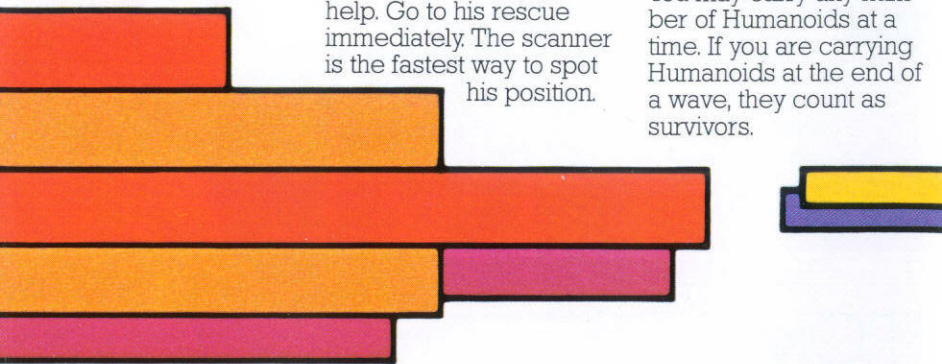 help. Go to his rescue
immediately. The scanner
is the fastest way to spot
his position.
ber of Humanoids at a
time. If you are carrying
Humanoids at the end of
a wave, they count as
survivors.